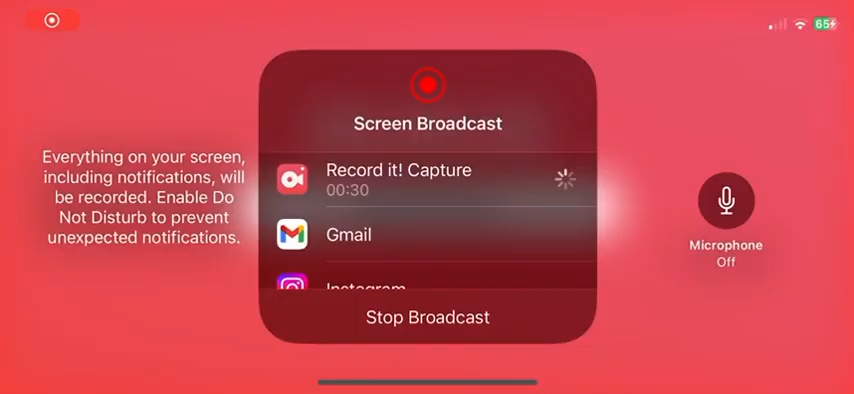 65
Screen Broadcast
Everything on your screen,
including notifications, will
be recorded. Enable Do
Not Disturb to prevent
unexpected notifications.
Record it! Capture
00:30
Gmail
Instagram
Stop Broadcast
Microphone
Off